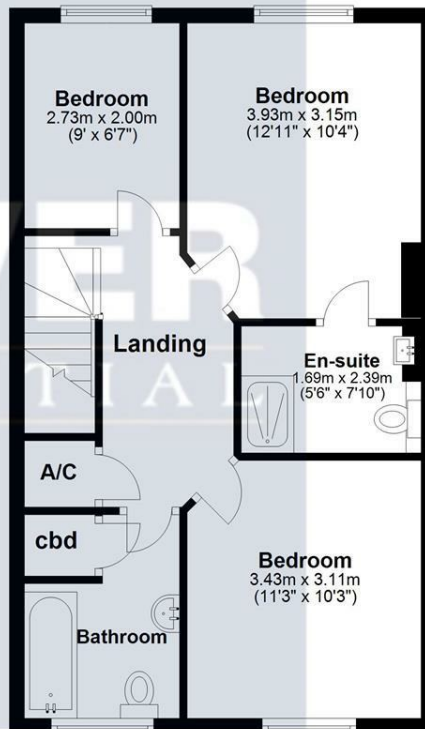 Bedroom
2.73m x 2.00m
(9' x 6'7")
Bedroom
3.93m x 3.15m
(12'11" x 10'4")
Landing
En-suite
1.69m x 2.39m
(5'6" x 7'10")
A/C
cbd
Bedroom
3.43m x 3.11m
(11'3" x 10'3")
Bathroom